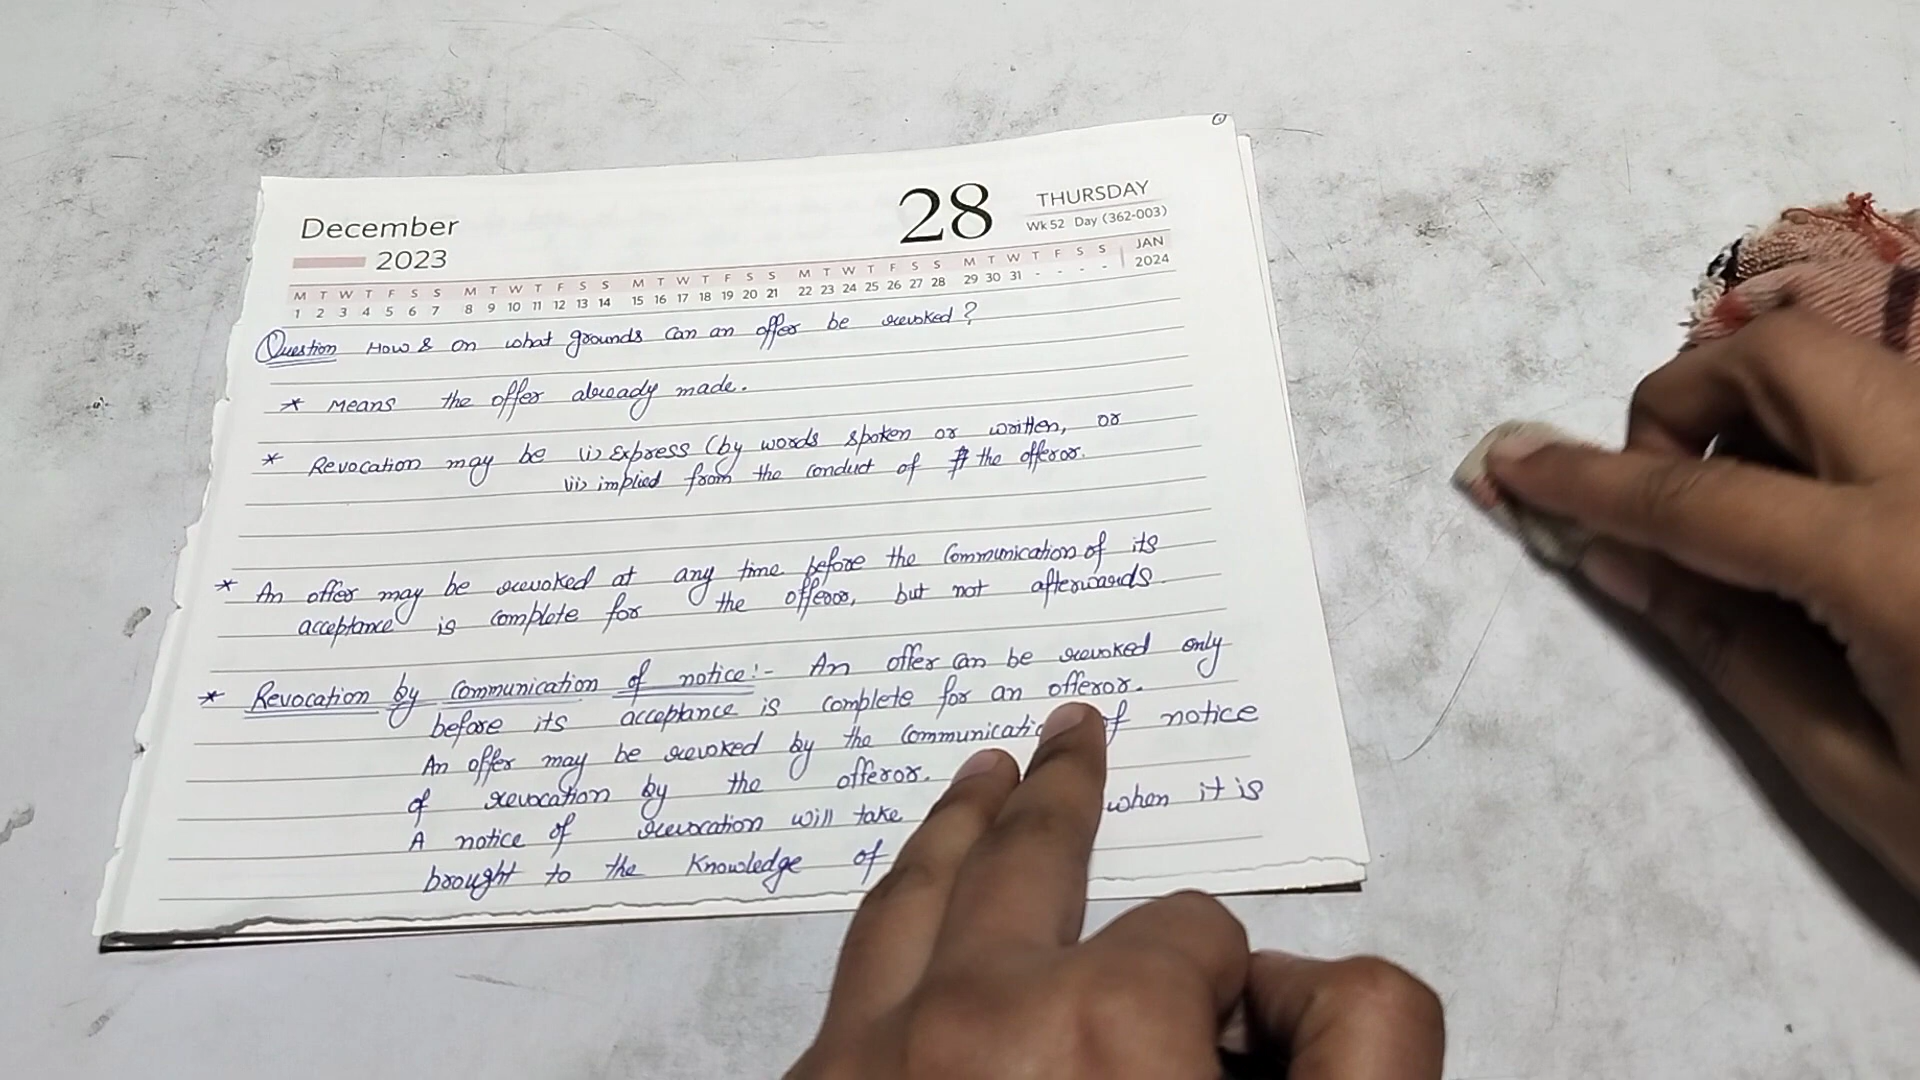 December
2023
28
THURSDAY
Wk 52 Day (362-003)
M T W T F S S M T W T F S S M T W T F S S M T W T F S S M T W T F S S JAN
1 2 3 4 5 6 7 8 9 10 11 12 13 14 15 16 17 18 19 20 21 22 23 24 25 26 27 28 29 30 31 - - - - 2024
Question How & on what grounds can an offer be revoked?
* Means the offer already made.
* Revocation may be (i) Express (by words spoken or written, or
(ii) implied from the conduct of the offeror.
* An offer may be revoked at any time before the Communication of its
acceptance is complete for the offeror, but not afterwards.
* Revocation by Communication of notice:- An offer can be revoked only
before its acceptance is complete for an offeror.
An offer may be revoked by the Communicatio of notice
of revocation by the offeror.
A notice of revocation will take when it is
brought to the Knowledge of